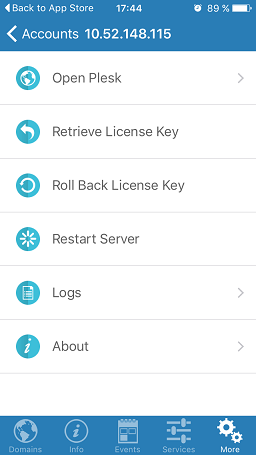 Back to App Store 17:44 89 %
Accounts 10.52.148.115
Open Plesk
Retrieve License Key
Roll Back License Key
Restart Server
Logs
About
Domains Info Events Services More